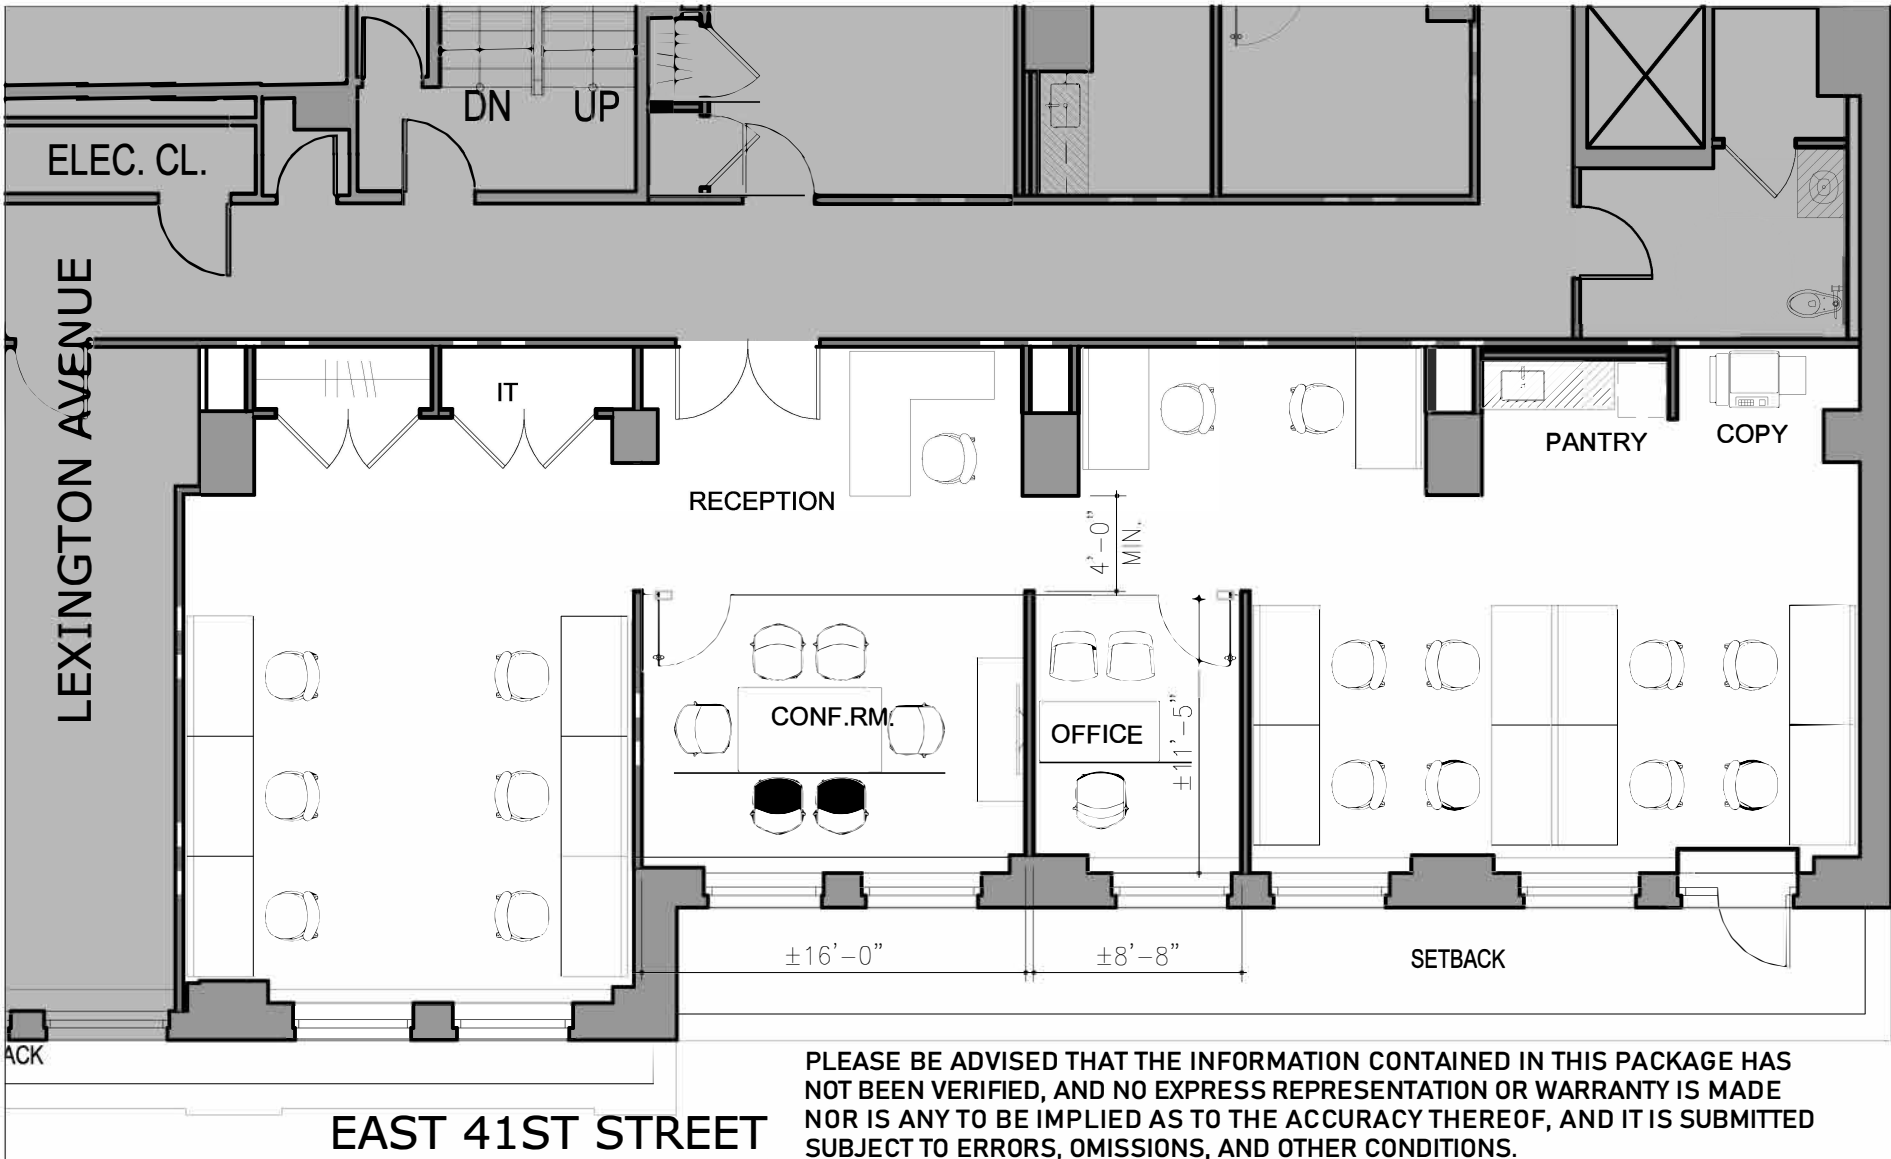 DN
UP
ELEC. CL.
LEXINGTON AVENUE
IT
RECEPTION
PANTRY
COPY
4'-0"
MIN.
CONF.RM.
OFFICE
±11'-5"
±16'-0"
±8'-8"
SETBACK
ACK
EAST 41ST STREET
PLEASE BE ADVISED THAT THE INFORMATION CONTAINED IN THIS PACKAGE HAS
NOT BEEN VERIFIED, AND NO EXPRESS REPRESENTATION OR WARRANTY IS MADE
NOR IS ANY TO BE IMPLIED AS TO THE ACCURACY THEREOF, AND IT IS SUBMITTED
SUBJECT TO ERRORS, OMISSIONS, AND OTHER CONDITIONS.